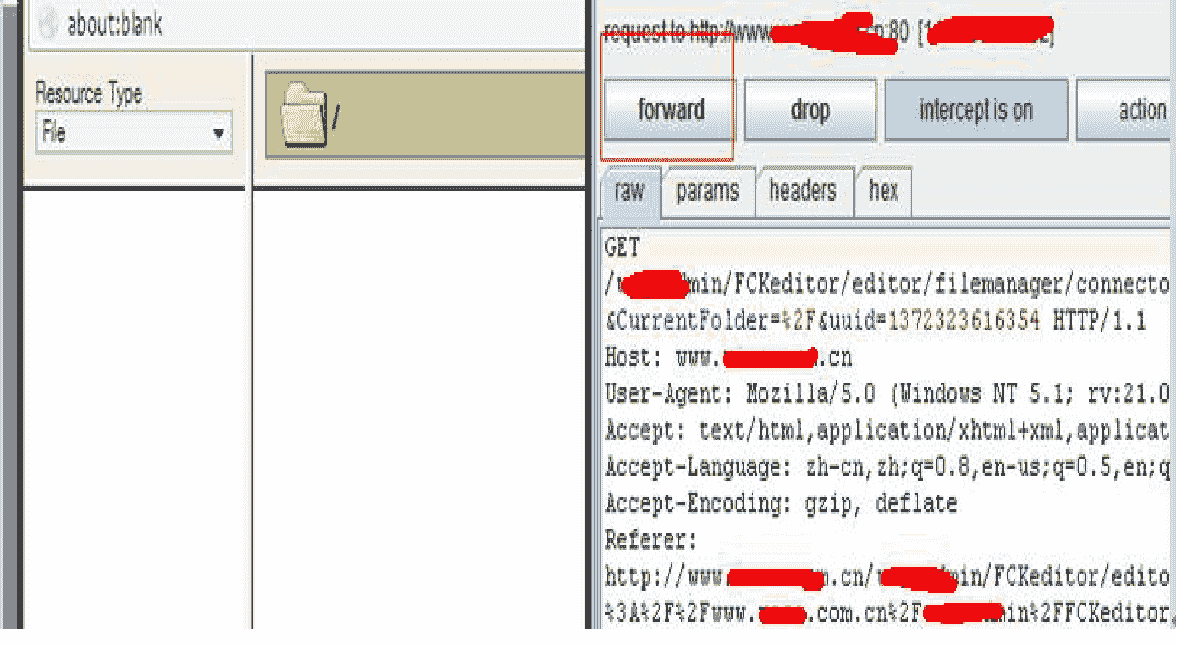 about:blank
Resource Type
File
/
request to http://www. cn:80 [1
forward drop intercept is on action
raw params headers hex
GET
/w min/FCKeditor/editor/filemanager/connecto
&CurrentFolder=%2F&uuid=1372323616354 HTTP/1.1
Host: www. .cn
User-Agent: Mozilla/5.0 (Windows NT 5.1; rv:21.0
Accept: text/html,application/xhtml+xml,applicat
Accept-Language: zh-cn,zh;q=0.8,en-us;q=0.5,en;q
Accept-Encoding: gzip, deflate
Referer:
http://www. .cn/ in/FCKeditor/edito
%3A%2F%2Fwww. .com.cn%2F in%2FFCKeditor